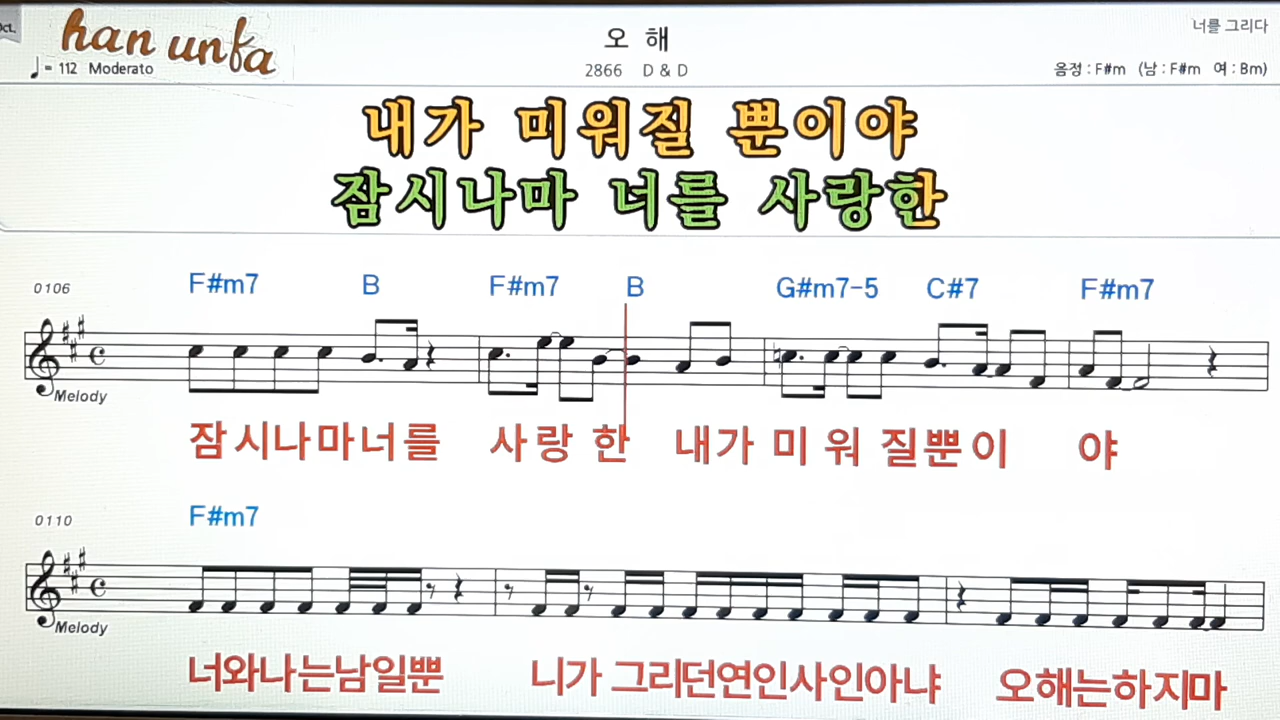 Oct.
han unfa
오 해
너를 그리다
♩= 112 Moderato
2866 D & D
음정 : F#m (남 : F#m 여 : Bm)
내가 미워질 뿐이야
잠시나마 너를 사랑한
0106
F#m7 B F#m7 B G#m7-5 C#7 F#m7
Melody
잠시나마너를 사랑 한 내가 미 워 질뿐이 야
0110
F#m7
Melody
너와나는남일뿐 니가 그리던연인사인아냐 오해는하지마